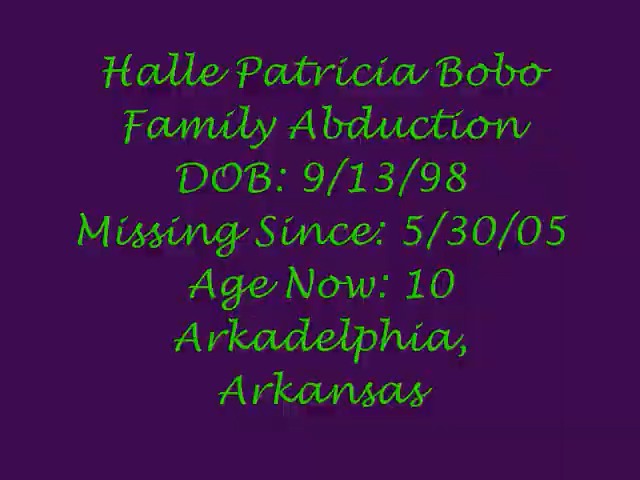 Halle Patricia Bobo
Family Abduction
DOB: 9/13/98
Missing Since: 5/30/05
Age Now: 10
Arkadelphia,
Arkansas